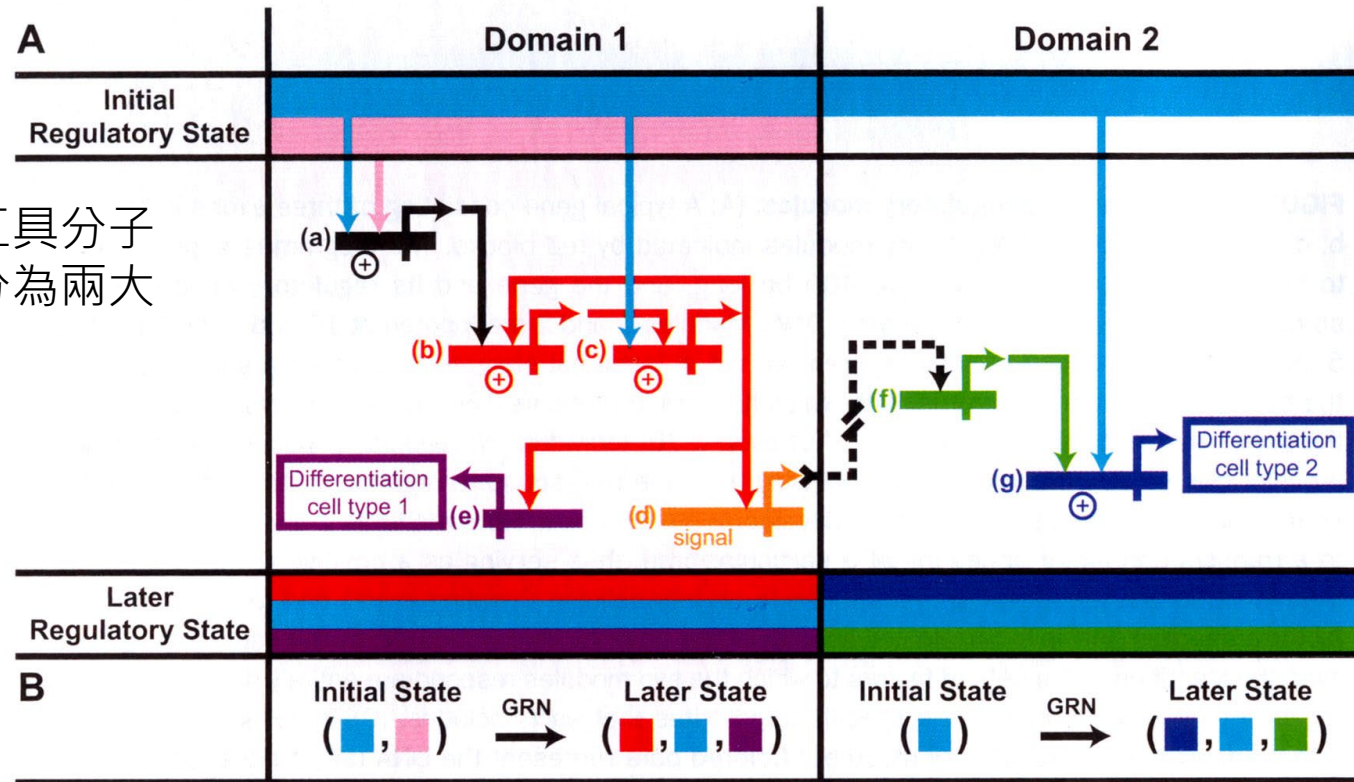 A
Domain 1
Domain 2
Initial
Regulatory State
工具分子
分為兩大
(a)
+
(b)
+
(c)
+
(f)
(g)
+
Differentiation
cell type 2
Differentiation
cell type 1
(e)
(d)
signal
Later
Regulatory State
B
Initial State
GRN
Later State
( , )
( , , )
Initial State
GRN
Later State
( )
( , , )